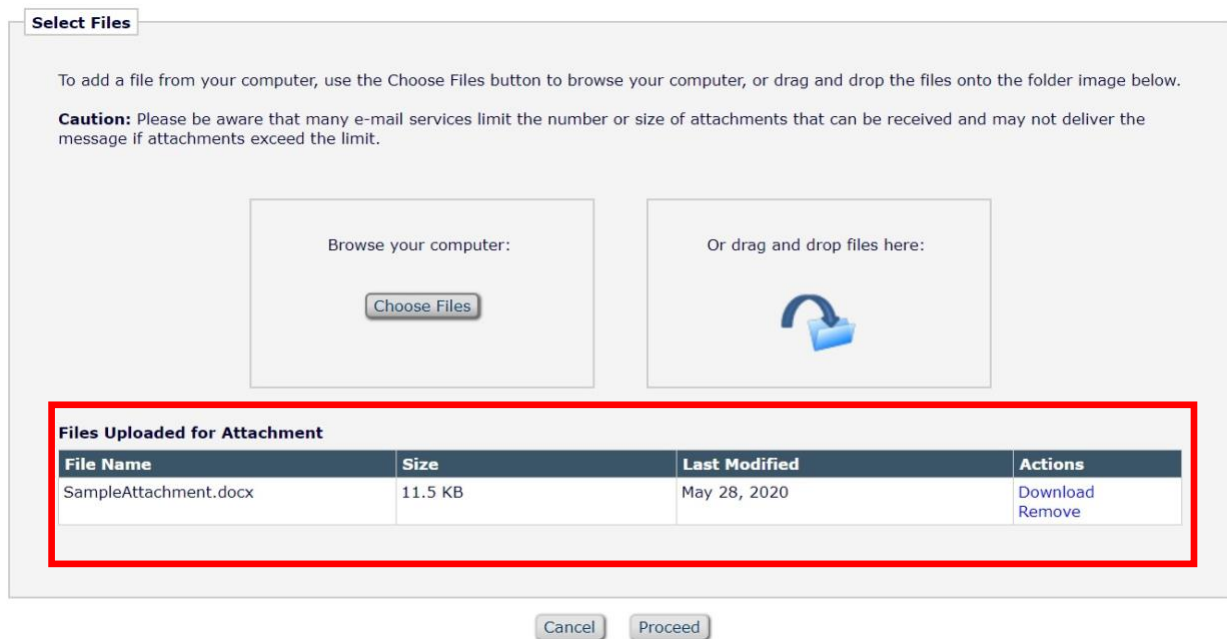 Select Files
To add a file from your computer, use the Choose Files button to browse your computer, or drag and drop the files onto the folder image below.
Caution: Please be aware that many e-mail services limit the number or size of attachments that can be received and may not deliver the
message if attachments exceed the limit.
Browse your computer:
Choose Files
Or drag and drop files here:
Files Uploaded for Attachment
File Name Size Last Modified Actions
SampleAttachment.docx 11.5 KB May 28, 2020 Download
Remove
Cancel Proceed